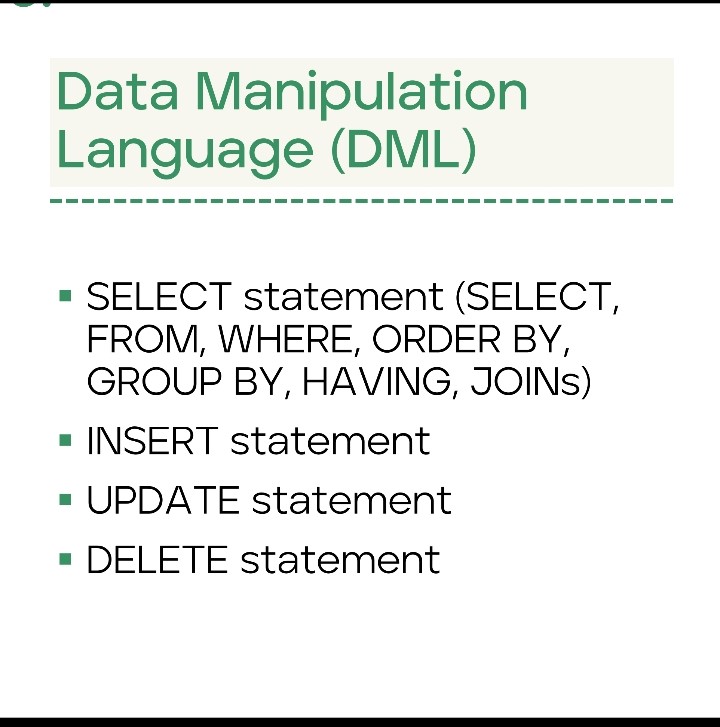 Data Manipulation
Language (DML)
▪ SELECT statement (SELECT,
FROM, WHERE, ORDER BY,
GROUP BY, HAVING, JOINs)
▪ INSERT statement
▪ UPDATE statement
▪ DELETE statement